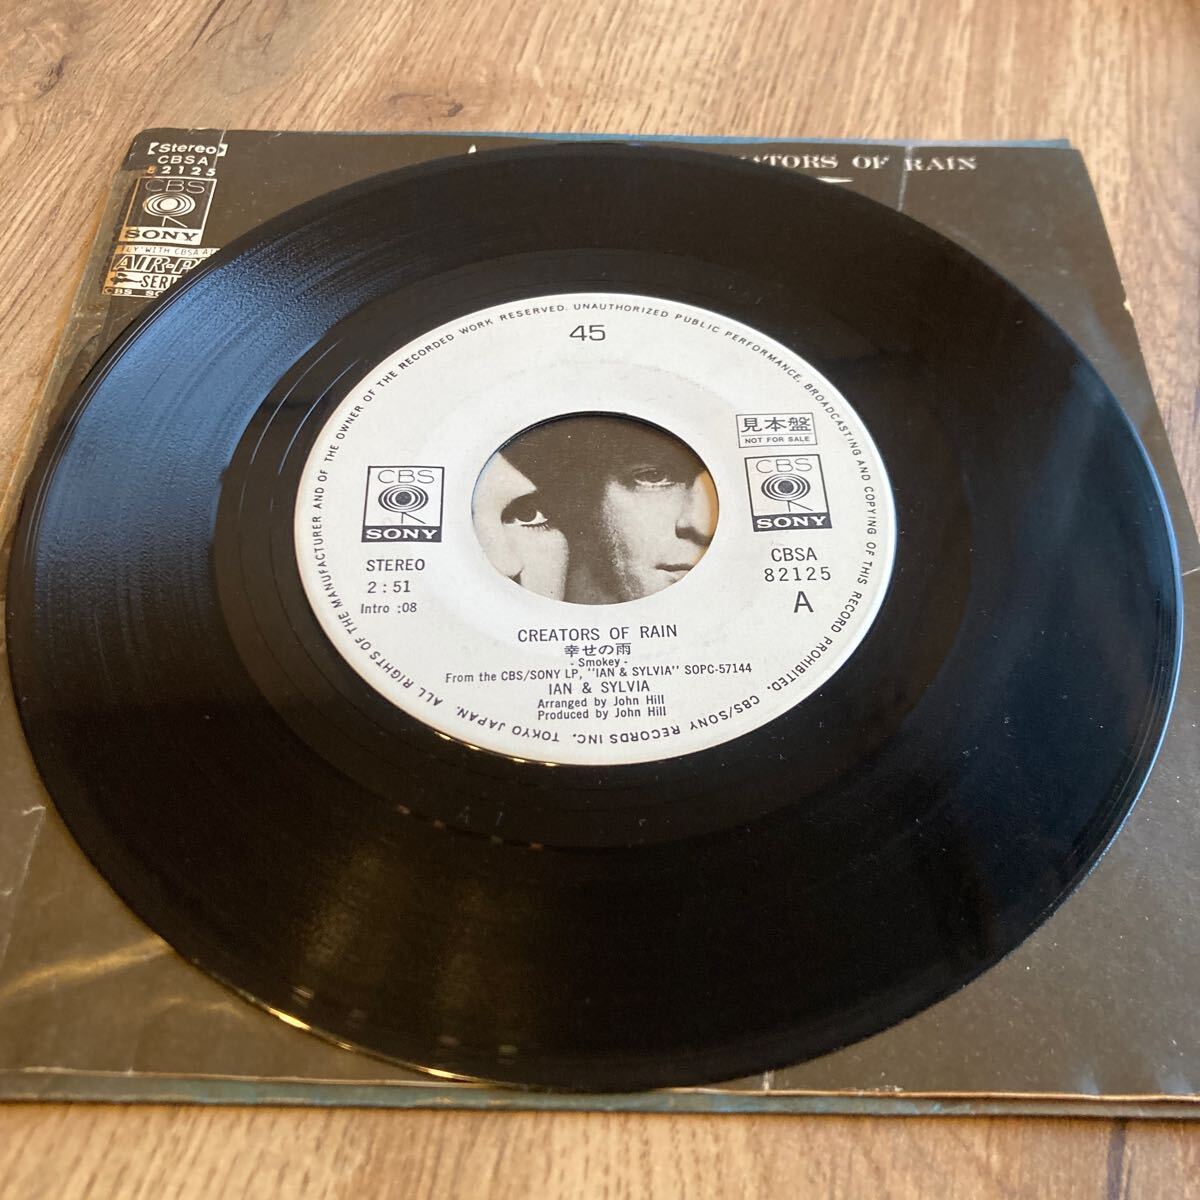 【Stereo】
CBSA
82125
CBS
SONY
CBSA
SERI
CBS
ATORS OF RAIN
45
ALL RIGHTS OF THE MANUFACTURER AND OF THE OWNER OF THE RECORDED WORK RESERVED. UNAUTHORIZED PUBLIC PERFORMANCE, BROADCASTING AND COPYING OF THIS RECORD PROHIBITED. CBS/SONY RECORDS INC. TOKYO JAPAN.
見本盤
NOT FOR SALE
CBS
SONY
CBS
SONY
STEREO
2:51
Intro :08
CBSA
82125
A
CREATORS OF RAIN
幸せの雨
- Smokey -
From the CBS/SONY LP, "IAN & SYLVIA" SOPC-57144
IAN & SYLVIA
Arranged by John Hill
Produced by John Hill